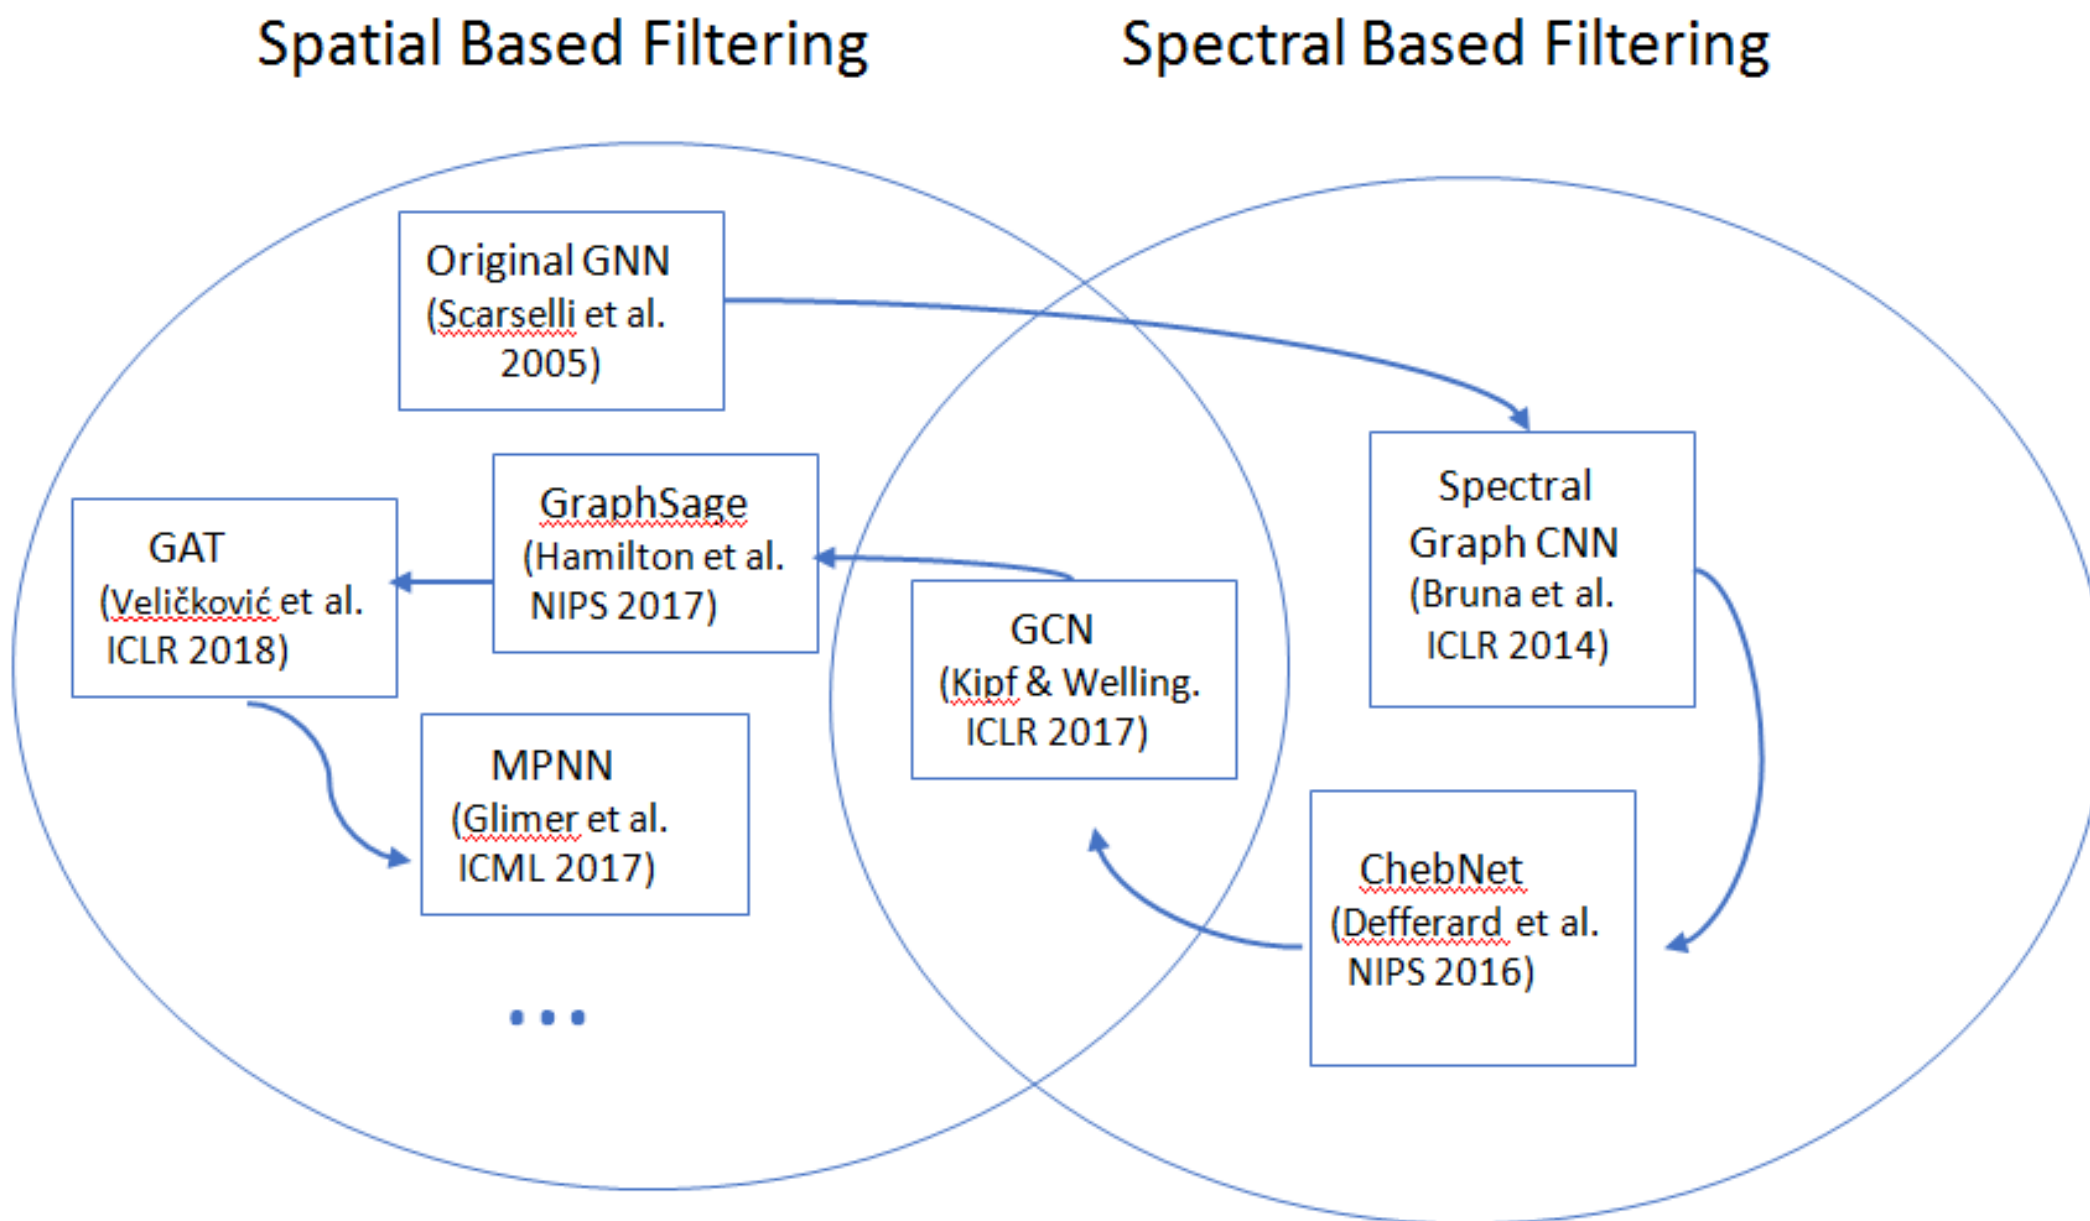 Spatial Based Filtering
Spectral Based Filtering
Original GNN
(Scarselli et al.
2005)
GraphSage
(Hamilton et al.
NIPS 2017)
GAT
(Veličković et al.
ICLR 2018)
MPNN
(Glimer et al.
ICML 2017)
...
GCN
(Kipf & Welling.
ICLR 2017)
Spectral
Graph CNN
(Bruna et al.
ICLR 2014)
ChebNet
(Defferard et al.
NIPS 2016)